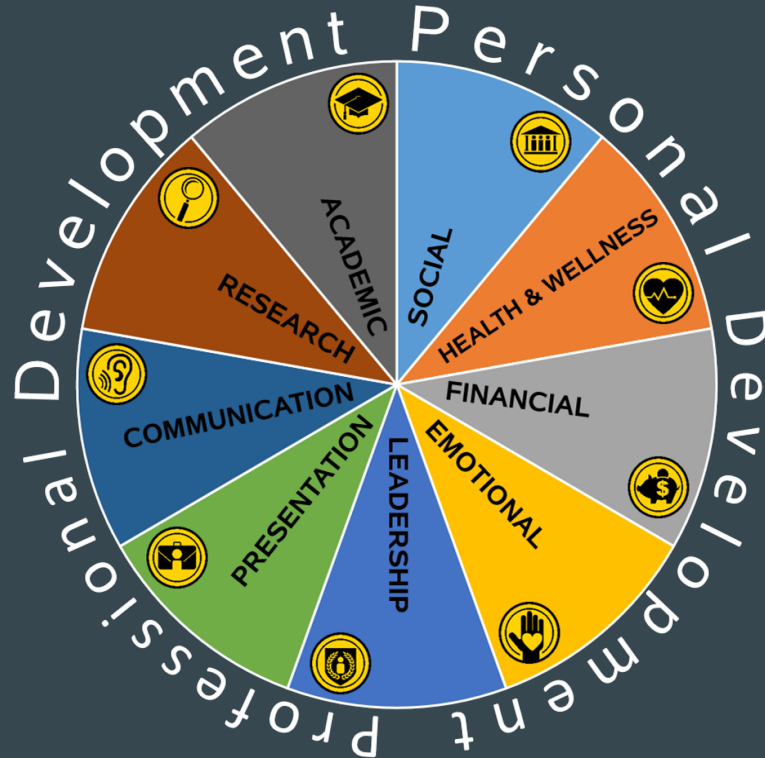 Personal Development
Professional Development
SOCIAL
HEALTH & WELLNESS
FINANCIAL
EMOTIONAL
LEADERSHIP
PRESENTATION
COMMUNICATION
RESEARCH
ACADEMIC
$